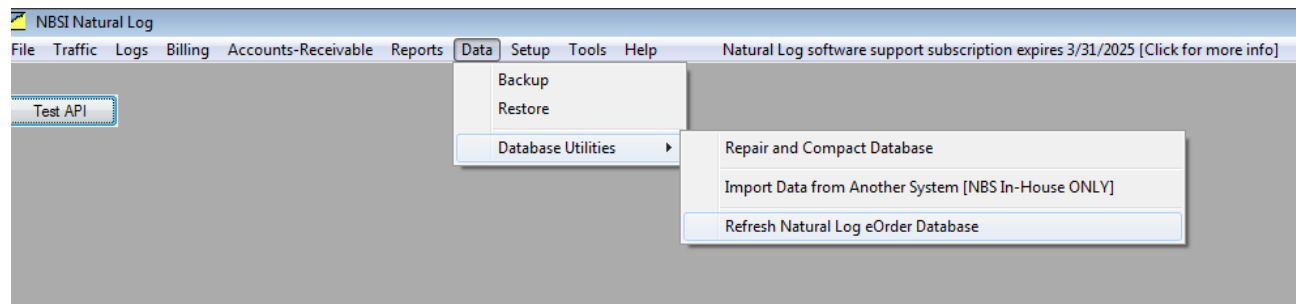 NBSI Natural Log
File Traffic Logs Billing Accounts-Receivable Reports Data Setup Tools Help Natural Log software support subscription expires 3/31/2025 [Click for more info]
Backup
Test API
Restore
Database Utilities
Repair and Compact Database
Import Data from Another System [NBS In-House ONLY]
Refresh Natural Log eOrder Database